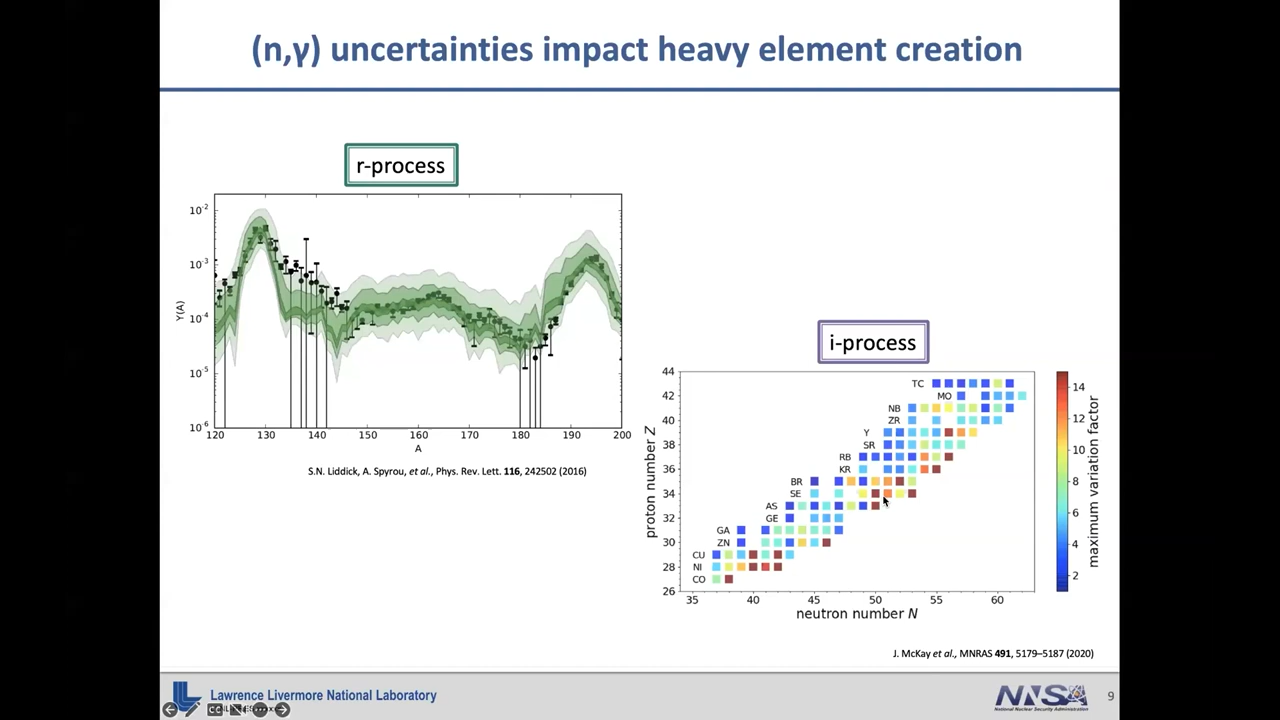 (n,γ) uncertainties impact heavy element creation
r-process
10-2
10-3
10-4
10-5
10 6
Y(A)
120 130 140 150 160 170 180 190 200
A
S.N. Liddick, A. Spyrou, et al., Phys. Rev. Lett. 116, 242502 (2016)
i-process
44
42
40
38
36
34
32
30
28
26
proton number Z
TC
MO
NB
ZR
Y
SR
RB
KR
BR
SE
AS
GE
GA
ZN
CU
NI
CO
35 40 45 50 55 60
neutron number N
14
12
10
8
6
4
2
maximum variation factor
J. McKay et al., MNRAS 491, 5179–5187 (2020)
Lawrence Livermore National Laboratory
CC
NNSA
National Nuclear Security Administration
9